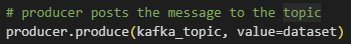 # producer posts the message to the topic
producer.produce(kafka_topic, value=dataset)